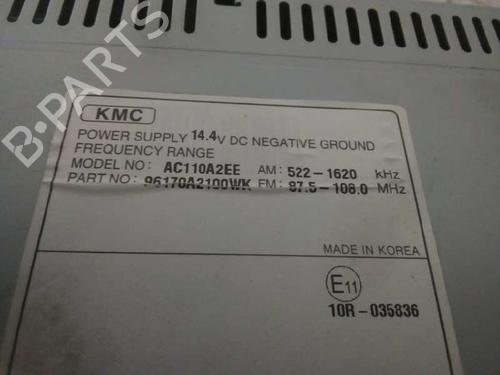 KMC
POWER SUPPLY 14.4V DC NEGATIVE GROUND
FREQUENCY RANGE
MODEL NO: AC110A2EE AM: 522-1620 kHz
PART NO: 96170A2100WK FM: 87.5-108.0 MHz
MADE IN KOREA
E11
10R-035836
B-PARTS